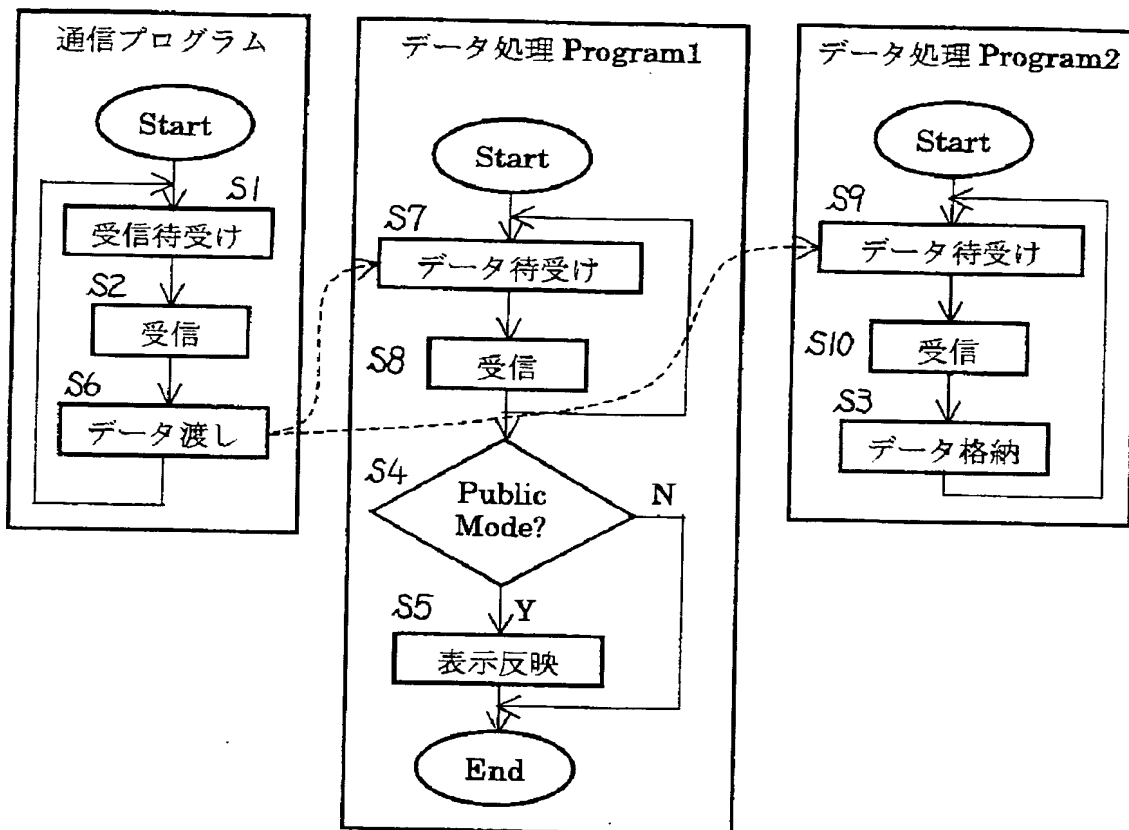 通信プログラム
Start
S1
受信待受け
S2
受信
S6
データ渡し
データ処理 Program1
Start
S7
データ待受け
S8
受信
S4
Public
Mode?
N
Y
S5
表示反映
End
データ処理 Program2
Start
S9
データ待受け
S10
受信
S3
データ格納